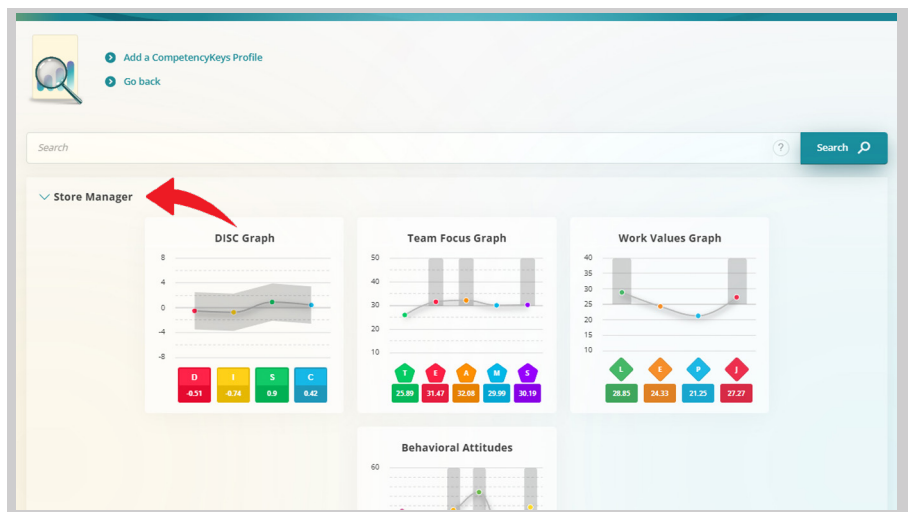 Add a CompetencyKeys Profile
Go back
Search
?
Search
Store Manager
DISC Graph
8
4
0
-4
-8
D I S C
-0.51 -0.74 0.9 0.42
Team Focus Graph
50
40
30
20
10
T E A M S
25.89 31.47 32.08 29.99 30.19
Work Values Graph
40
35
30
25
20
15
10
L E P J
28.85 24.33 21.25 27.27
Behavioral Attitudes
60